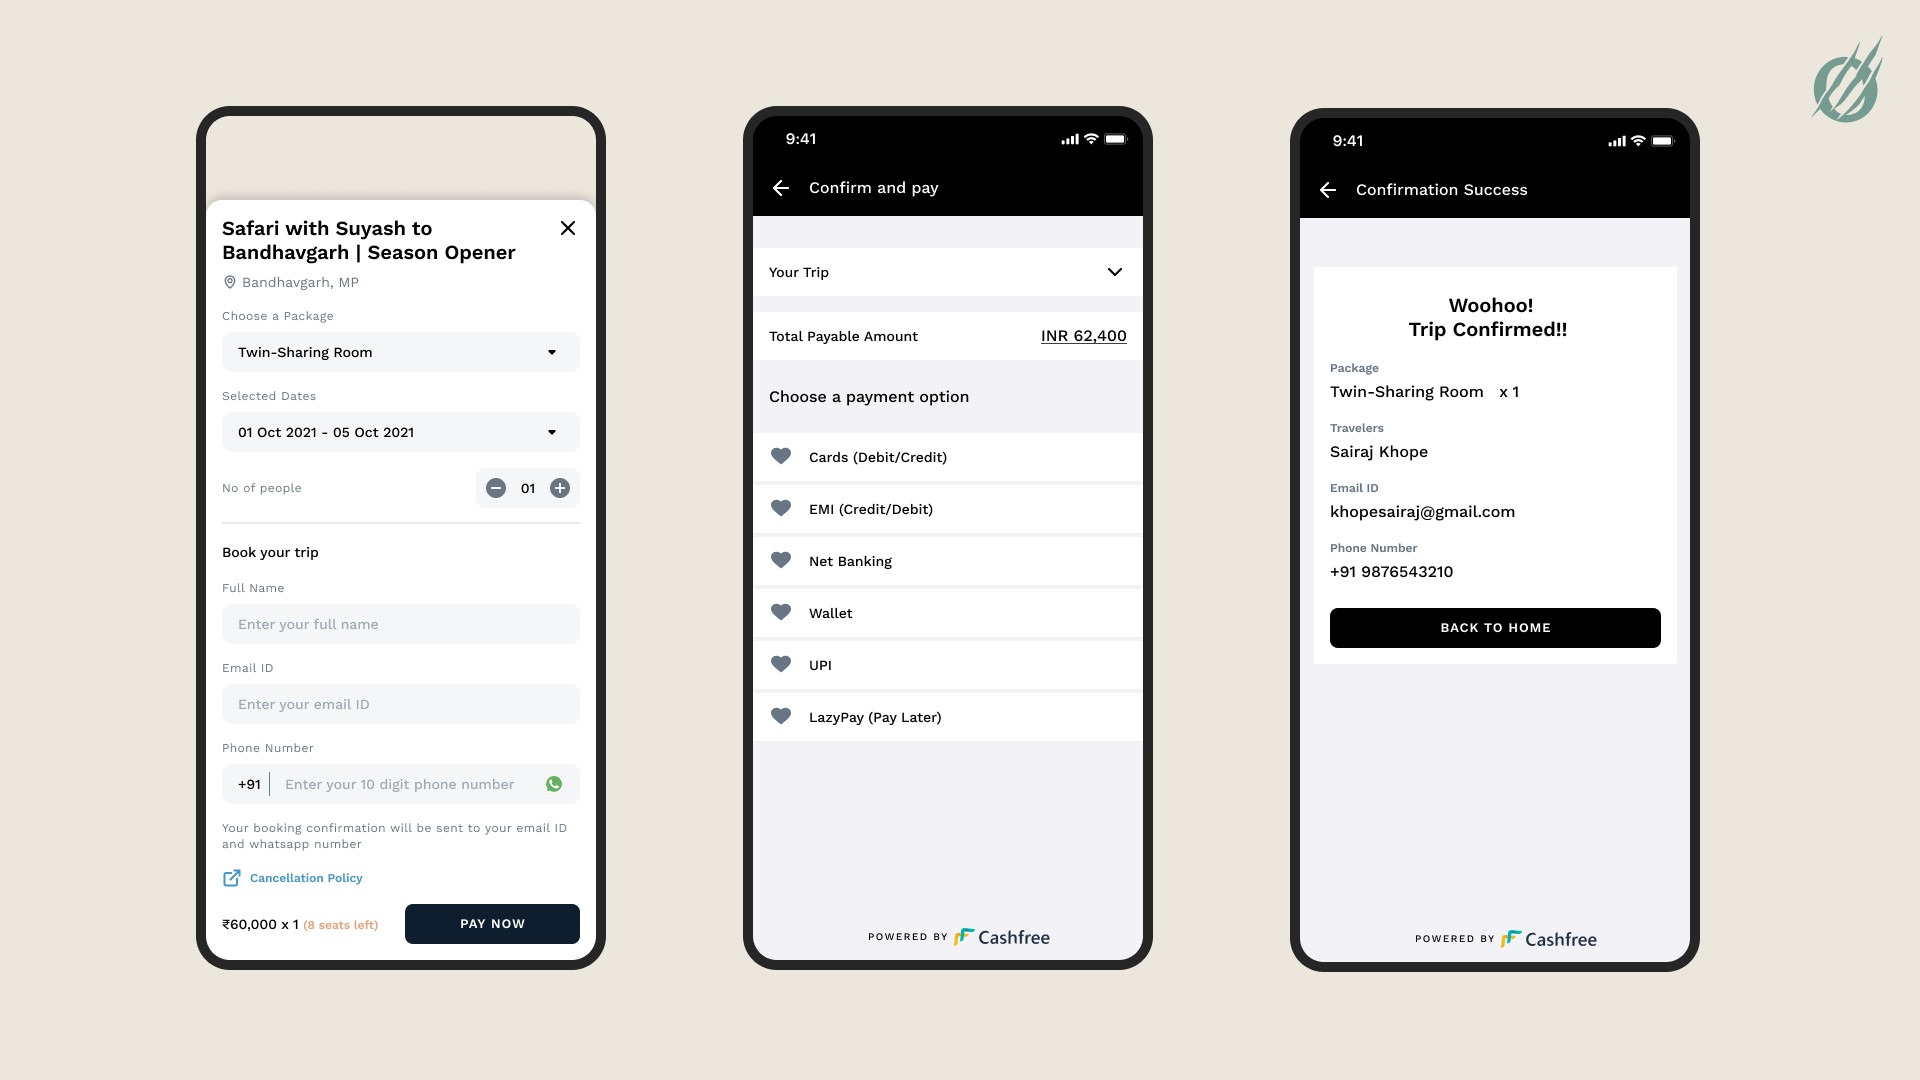 Safari with Suyash to
Bandhavgarh | Season Opener
Bandhavgarh, MP
Choose a Package
Twin-Sharing Room
Selected Dates
01 Oct 2021 - 05 Oct 2021
No of people
01
Book your trip
Full Name
Enter your full name
Email ID
Enter your email ID
Phone Number
+91 Enter your 10 digit phone number
Your booking confirmation will be sent to your email ID
and whatsapp number
Cancellation Policy
₹60,000 x 1 (8 seats left)
PAY NOW
9:41
Confirm and pay
Your Trip
Total Payable Amount INR 62,400
Choose a payment option
Cards (Debit/Credit)
EMI (Credit/Debit)
Net Banking
Wallet
UPI
LazyPay (Pay Later)
POWERED BY Cashfree
9:41
Confirmation Success
Woohoo!
Trip Confirmed!!
Package
Twin-Sharing Room x 1
Travelers
Sairaj Khope
Email ID
khopesairaj@gmail.com
Phone Number
+91 9876543210
BACK TO HOME
POWERED BY Cashfree